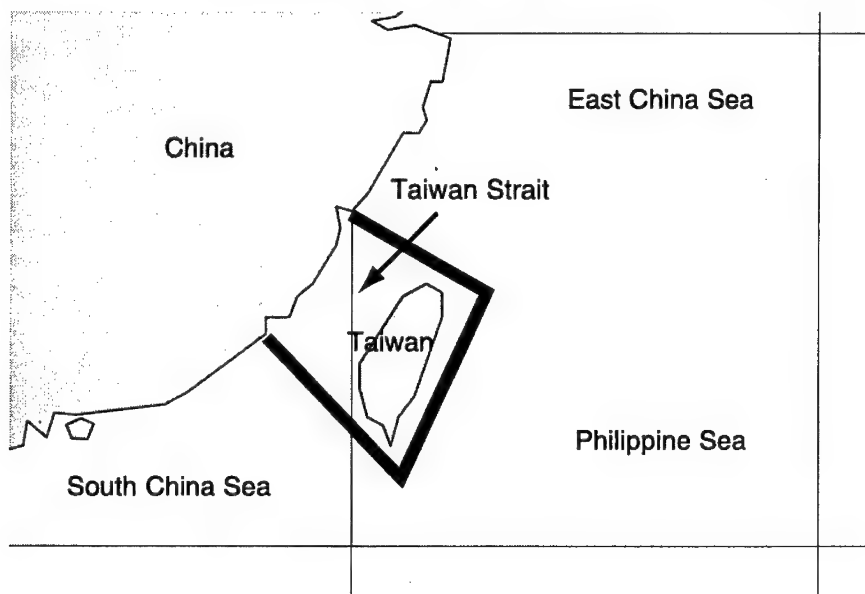 East China Sea
China
Taiwan Strait
Taiwan
Philippine Sea
South China Sea